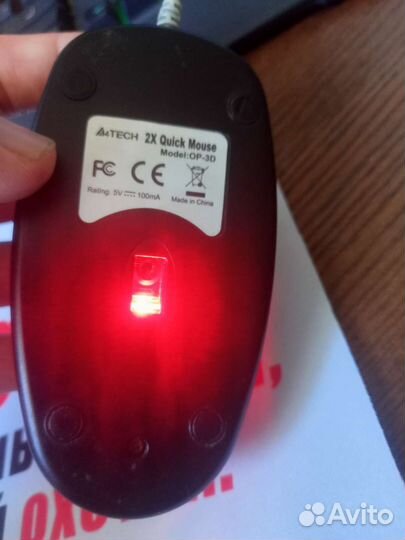 A4TECH 2X Quick Mouse
Model:OP-3D
FC CE
Rating: 5V 100mA Made in China
Avito